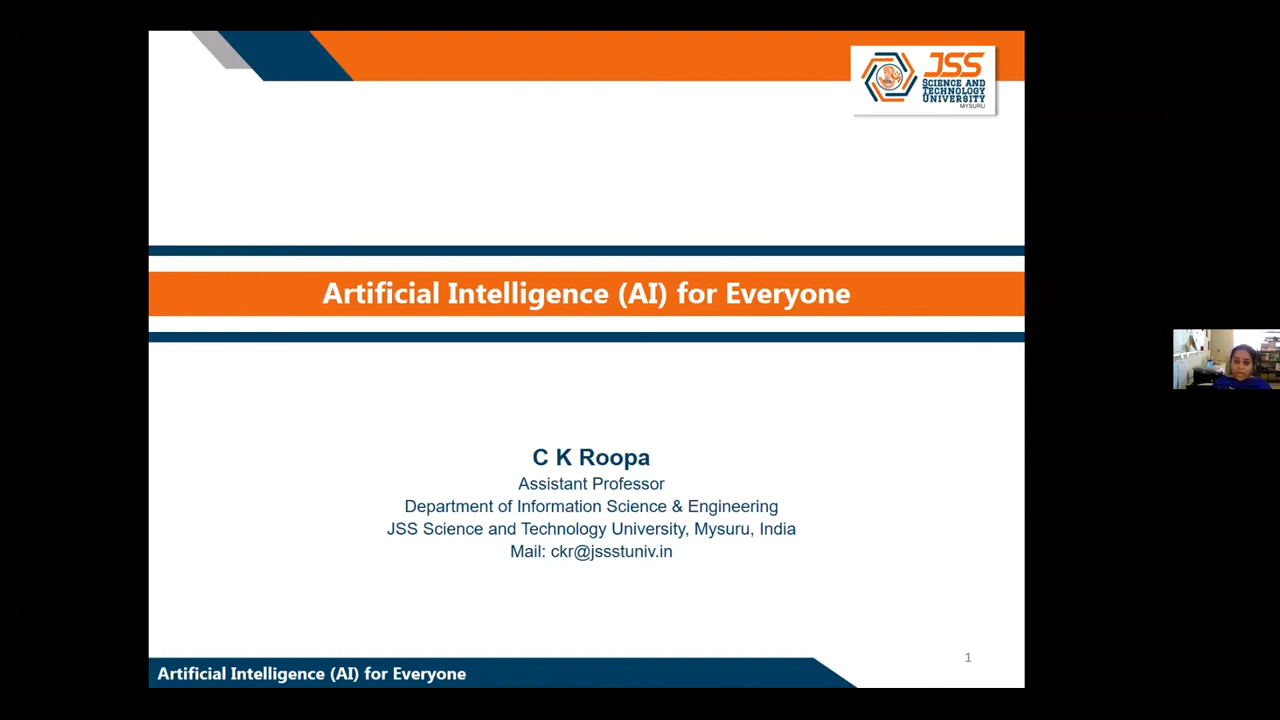 JSS
SCIENCE AND
TECHNOLOGY
UNIVERSITY
MYSURU
Artificial Intelligence (AI) for Everyone
C K Roopa
Assistant Professor
Department of Information Science & Engineering
JSS Science and Technology University, Mysuru, India
Mail: ckr@jssstuniv.in
1
Artificial Intelligence (AI) for Everyone